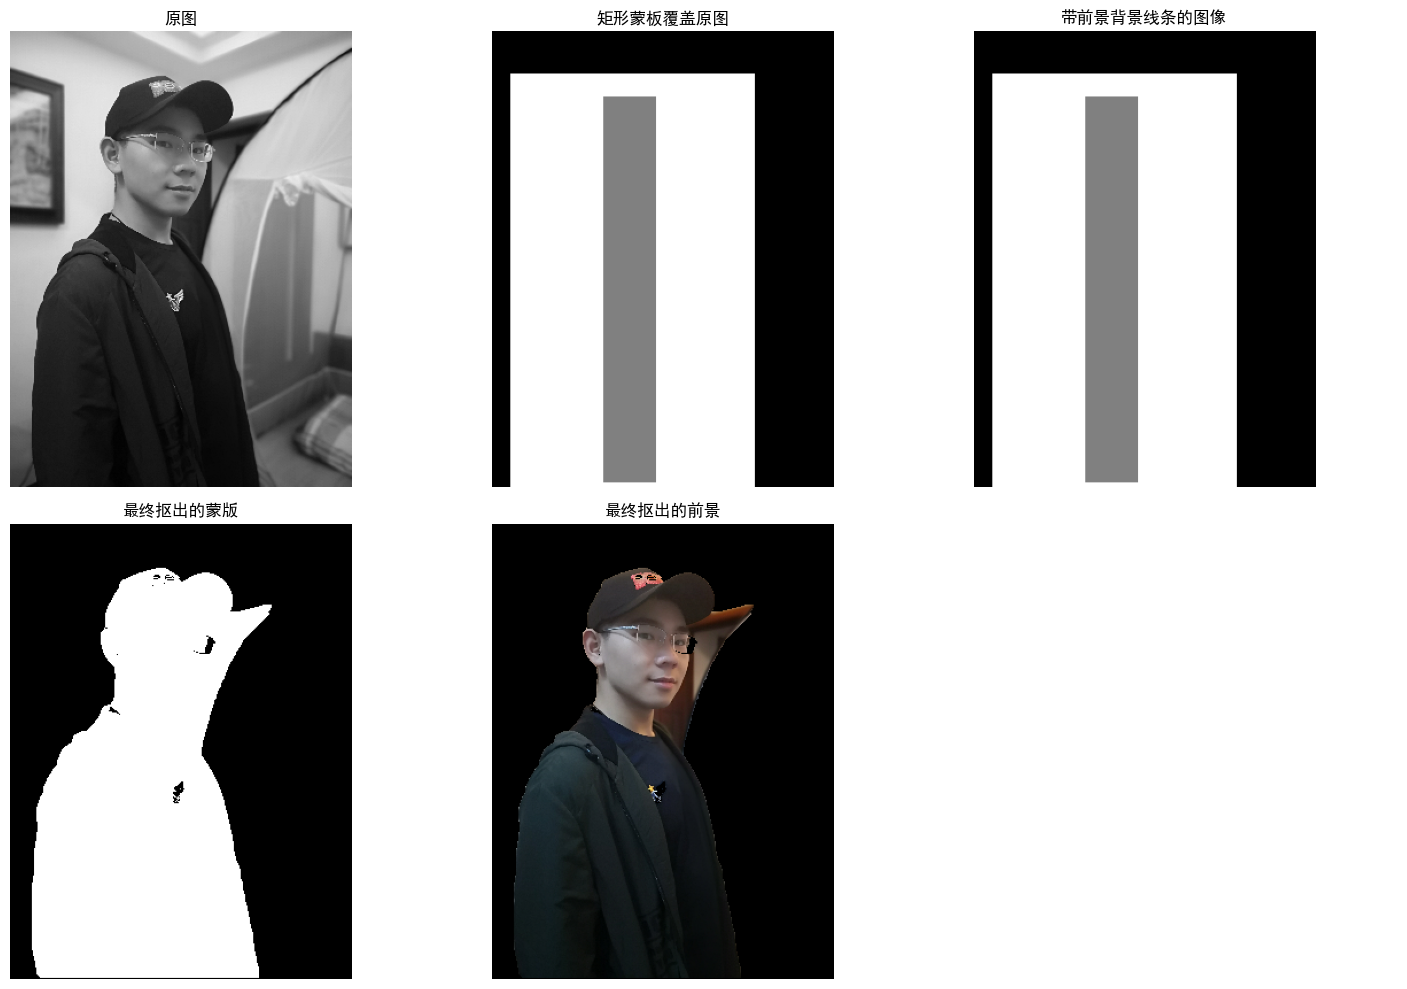 原图
矩形蒙板覆盖原图
带前景背景线条的图像
最终抠出的蒙版
最终抠出的前景